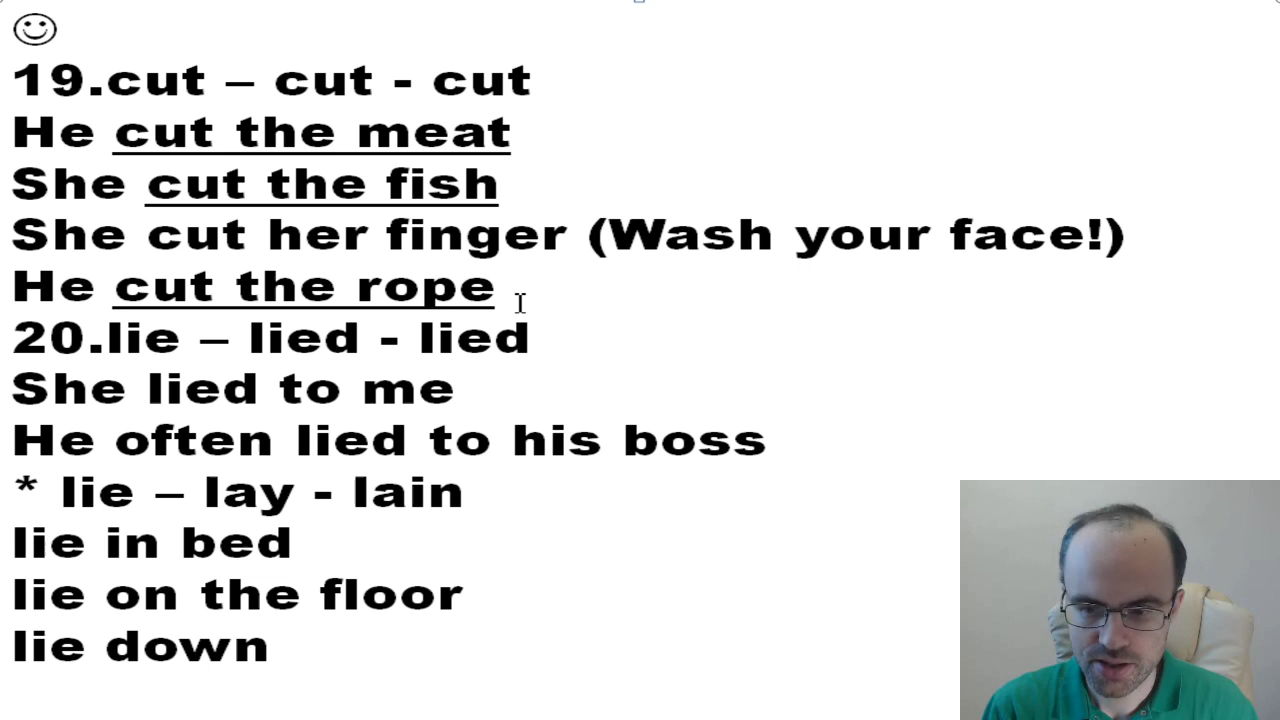 19.cut – cut - cut
He cut the meat
She cut the fish
She cut her finger (Wash your face!)
He cut the rope
20.lie – lied - lied
She lied to me
He often lied to his boss
* lie – lay - lain
lie in bed
lie on the floor
lie down